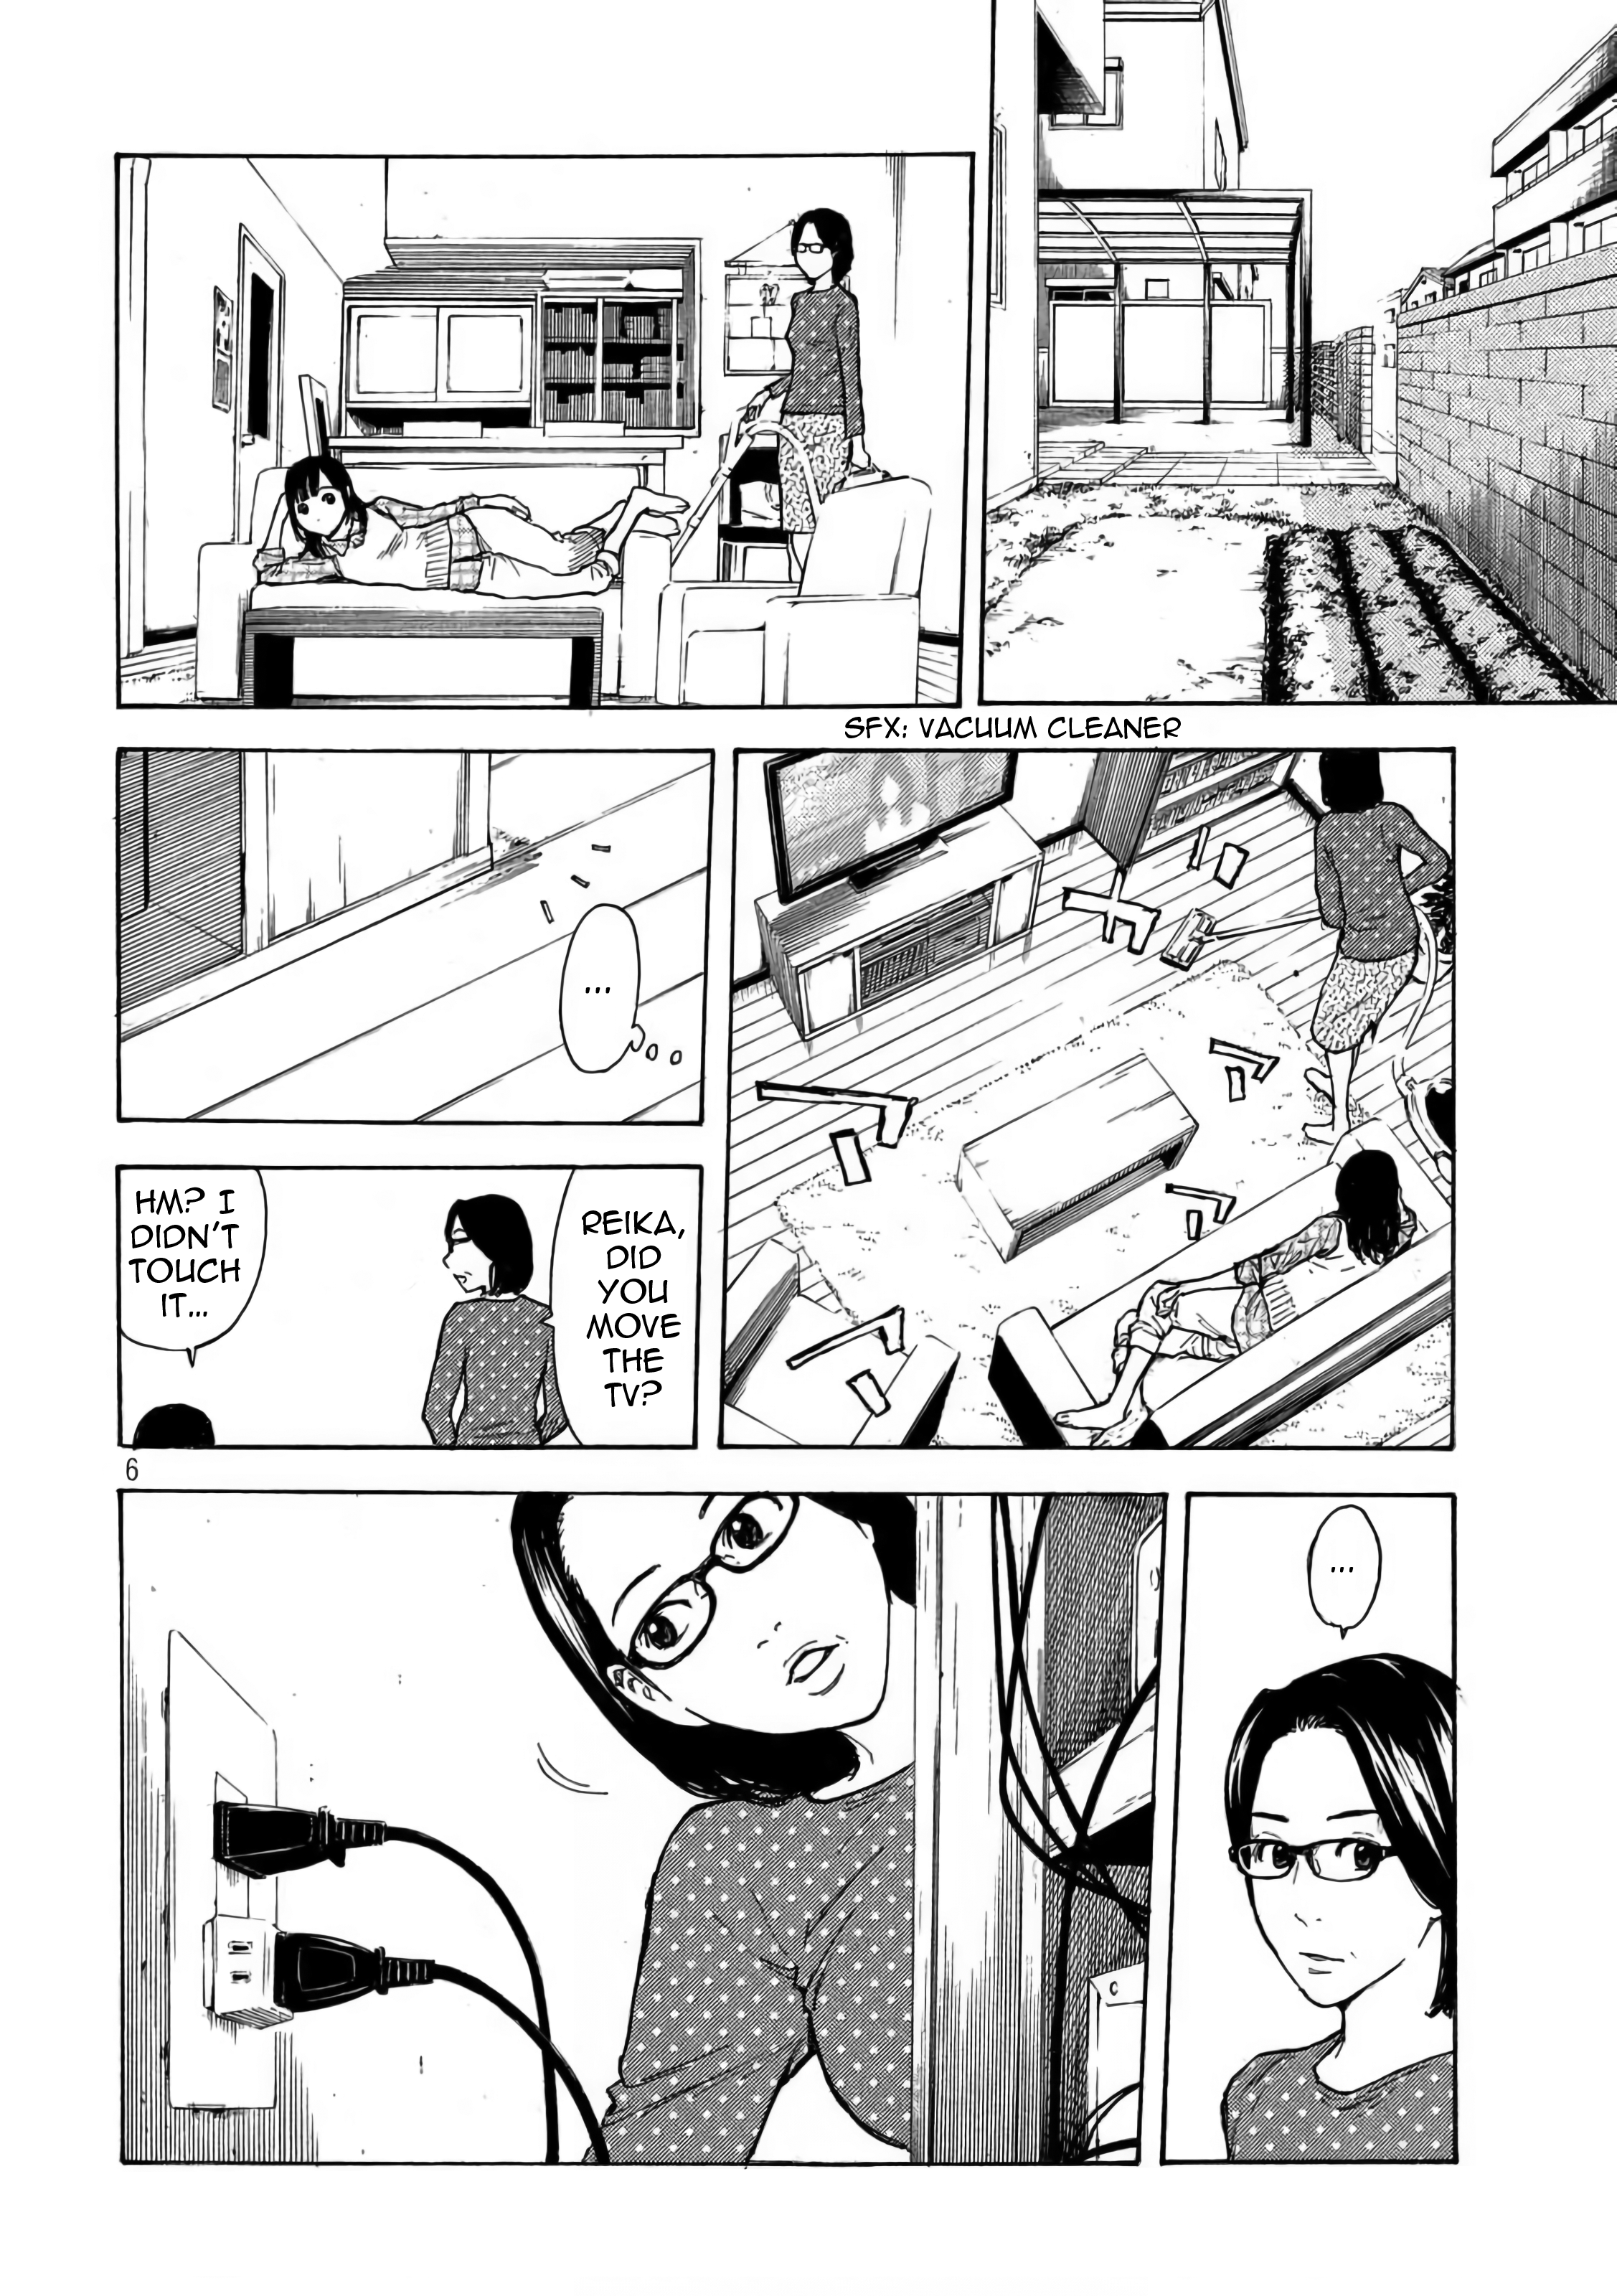 SFX: VACUUM CLEANER
...
REIKA,
DID
YOU
MOVE
THE
TV?
HM? I
DIDN'T
TOUCH
IT...
6
...